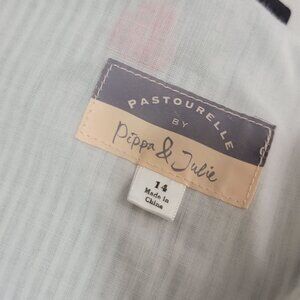 PASTOURELLE
BY
Pippa & Julie
14
Made in
China